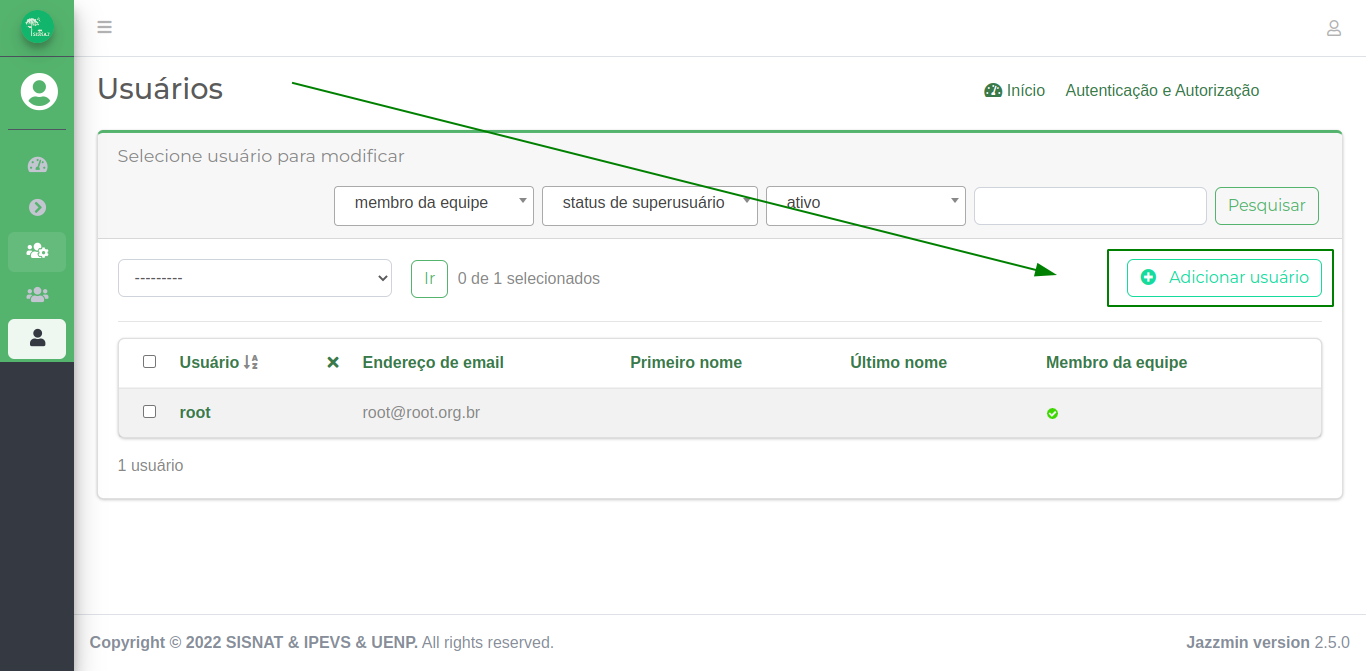 SISNAT
Usuários
Início Autenticação e Autorização
Selecione usuário para modificar
membro da equipe status de superusuário ativo Pesquisar
--------- Ir 0 de 1 selecionados Adicionar usuário
Usuário Endereço de email Primeiro nome Último nome Membro da equipe
root root@root.org.br
1 usuário
Copyright © 2022 SISNAT & IPEVS & UENP. All rights reserved. Jazzmin version 2.5.0